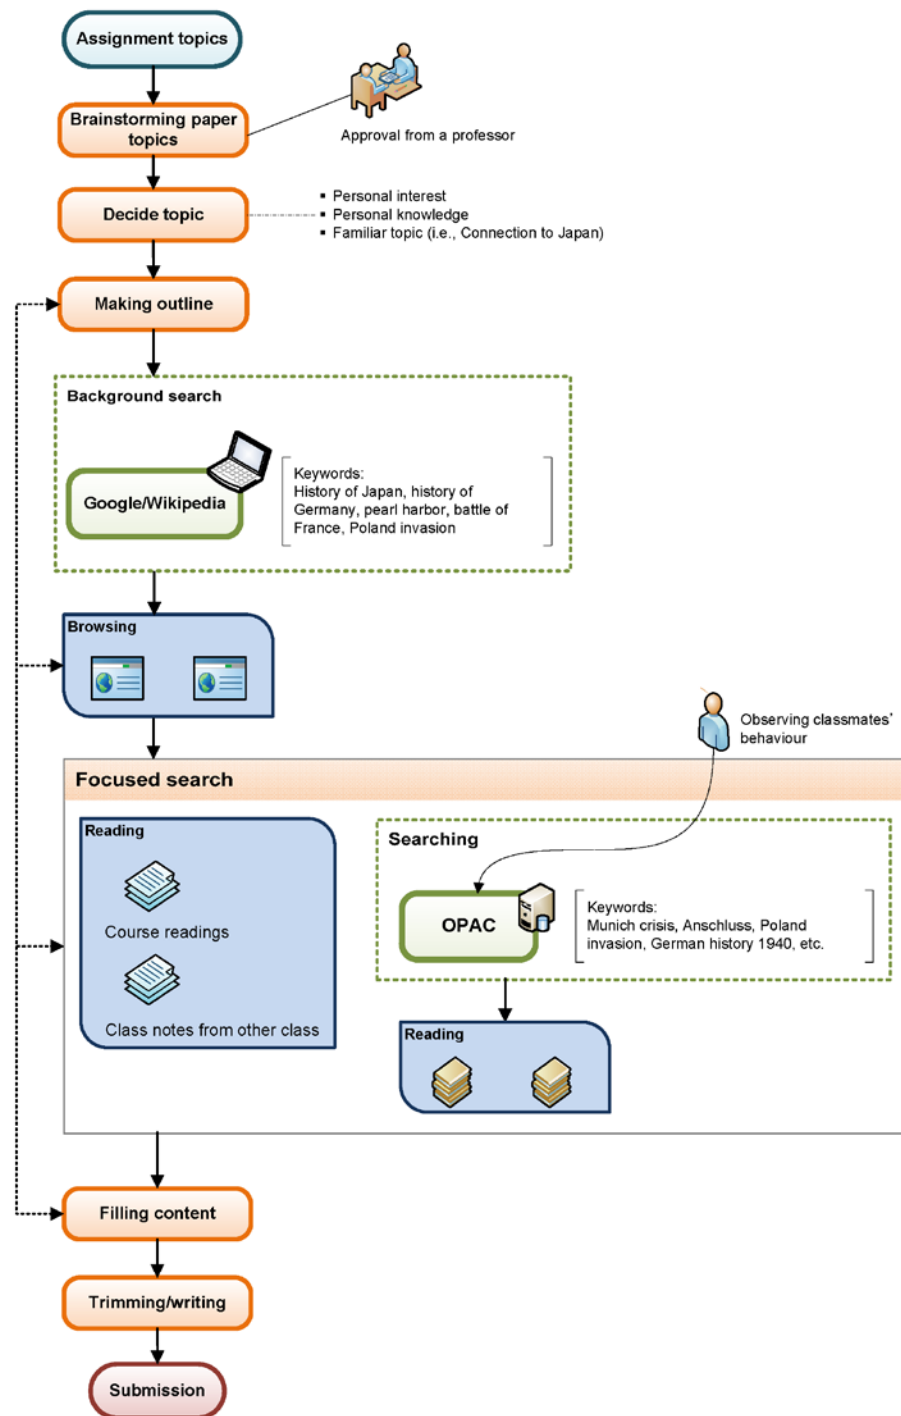 Assignment topics
Brainstorming paper
topics
Approval from a professor
Decide topic
▪ Personal interest
▪ Personal knowledge
▪ Familiar topic (i.e., Connection to Japan)
Making outline
Background search
Google/Wikipedia
Keywords:
History of Japan, history of
Germany, pearl harbor, battle of
France, Poland invasion
Browsing
Observing classmates'
behaviour
Focused search
Reading
Course readings
Class notes from other class
Searching
OPAC
Keywords:
Munich crisis, Anschluss, Poland
invasion, German history 1940, etc.
Reading
Filling content
Trimming/writing
Submission